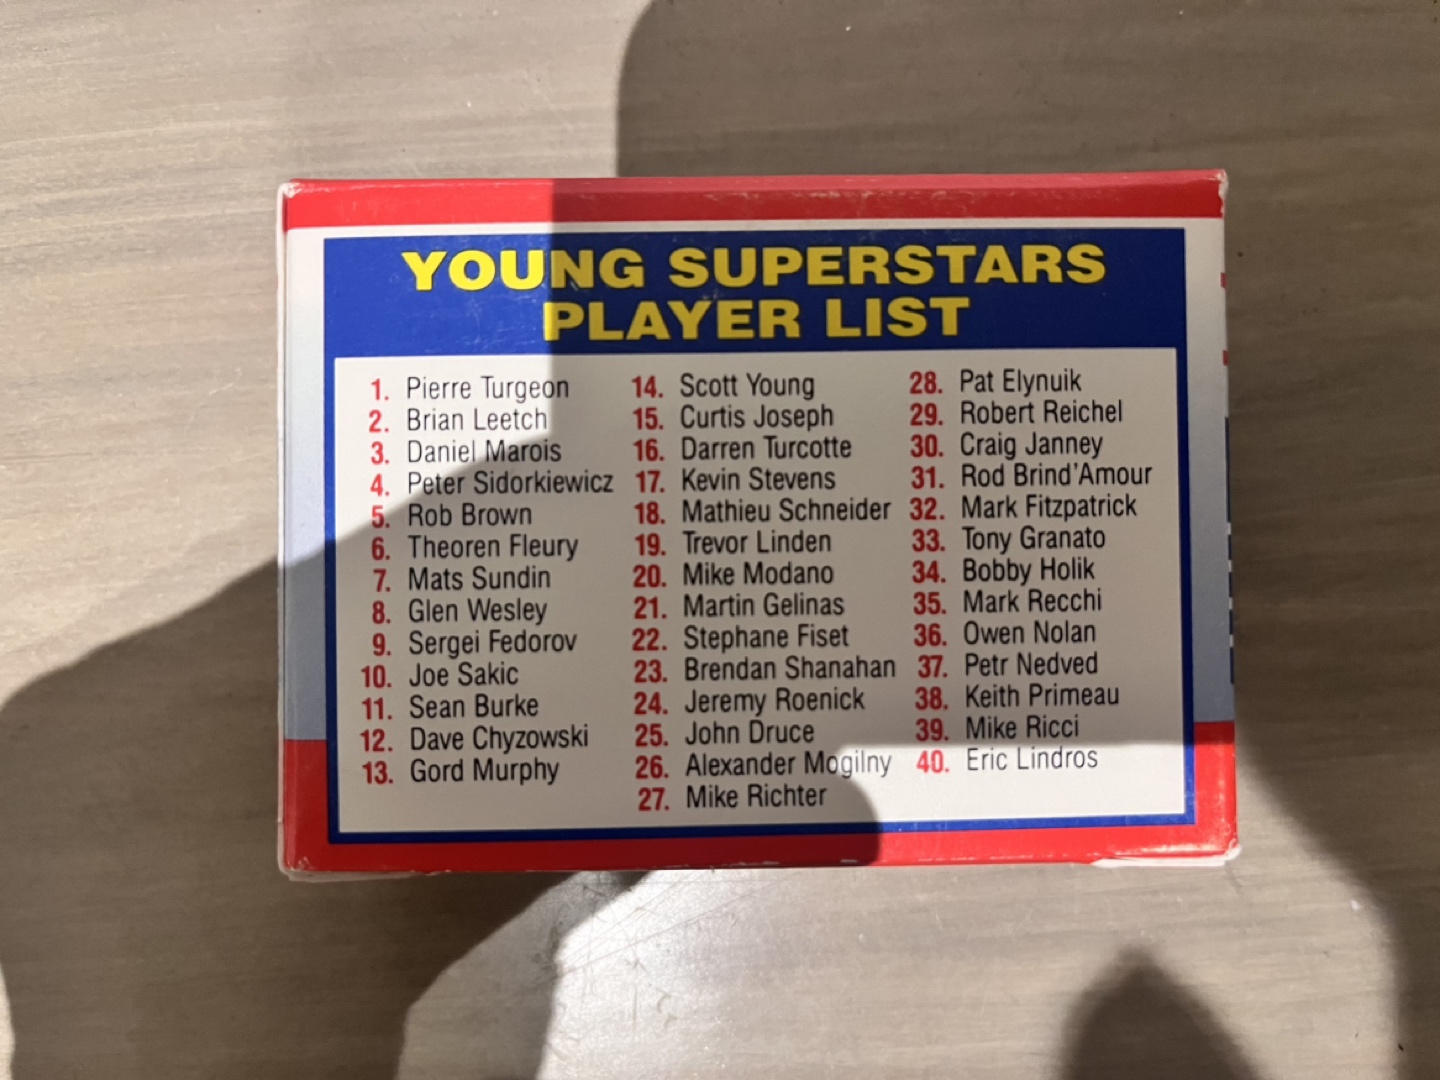 YOUNG SUPERSTARS
PLAYER LIST
1. Pierre Turgeon
2. Brian Leetch
3. Daniel Marois
4. Peter Sidorkiewicz
5. Rob Brown
6. Theoren Fleury
7. Mats Sundin
8. Glen Wesley
9. Sergei Fedorov
10. Joe Sakic
11. Sean Burke
12. Dave Chyzowski
13. Gord Murphy
14. Scott Young
15. Curtis Joseph
16. Darren Turcotte
17. Kevin Stevens
18. Mathieu Schneider
19. Trevor Linden
20. Mike Modano
21. Martin Gelinas
22. Stephane Fiset
23. Brendan Shanahan
24. Jeremy Roenick
25. John Druce
26. Alexander Mogilny
27. Mike Richter
28. Pat Elynuik
29. Robert Reichel
30. Craig Janney
31. Rod Brind'Amour
32. Mark Fitzpatrick
33. Tony Granato
34. Bobby Holik
35. Mark Recchi
36. Owen Nolan
37. Petr Nedved
38. Keith Primeau
39. Mike Ricci
40. Eric Lindros